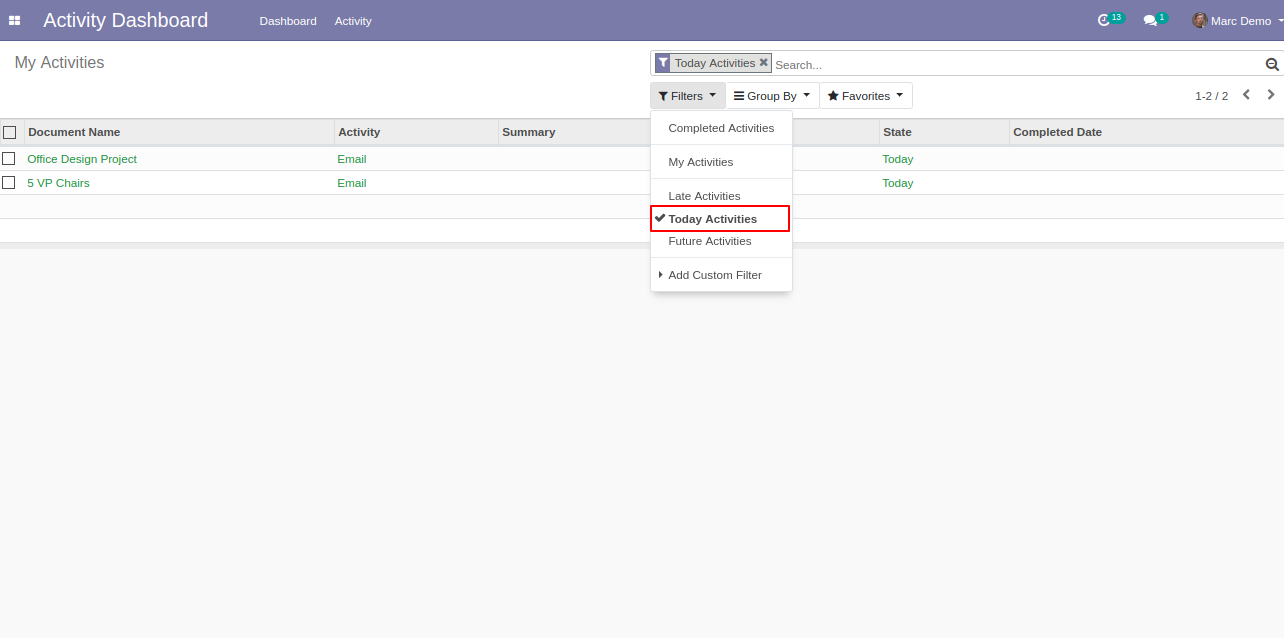 Activity Dashboard Dashboard Activity 13 1 Marc Demo
My Activities
Today Activities Search...
Filters Group By Favorites 1-2 / 2
Document Name Activity Summary State Completed Date
Office Design Project Email Today
5 VP Chairs Email Today
Completed Activities
My Activities
Late Activities
Today Activities
Future Activities
Add Custom Filter